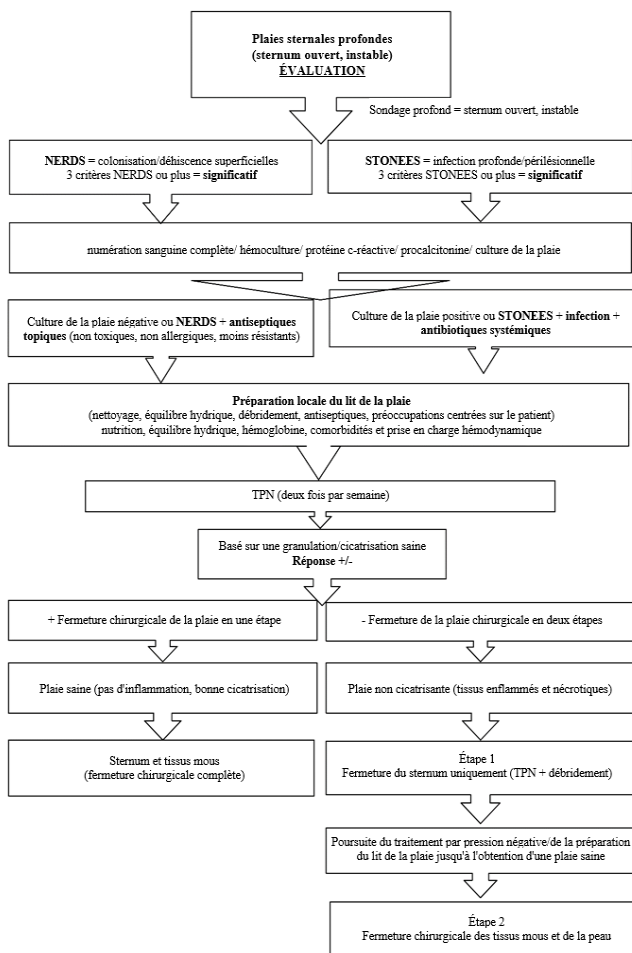 Plaies sternales profondes
(sternum ouvert, instable)
ÉVALUATION
Sondage profond = sternum ouvert, instable
NERDS = colonisation/déhiscence superficielles
3 critères NERDS ou plus = significatif
STONEES = infection profonde/périlésionnelle
3 critères STONEES ou plus = significatif
numération sanguine complète/ hémoculture/ protéine c-réactive/ procalcitonine/ culture de la plaie
Culture de la plaie négative ou NERDS + antiseptiques
topiques (non toxiques, non allergiques, moins résistants)
Culture de la plaie positive ou STONEES + infection +
antibiotiques systémiques
Préparation locale du lit de la plaie
(nettoyage, équilibre hydrique, débridement, antiseptiques, préoccupations centrées sur le patient)
nutrition, équilibre hydrique, hémoglobine, comorbidités et prise en charge hémodynamique
TPN (deux fois par semaine)
Basé sur une granulation/cicatrisation saine
Réponse +/-
+ Fermeture chirurgicale de la plaie en une étape
- Fermeture de la plaie chirurgicale en deux étapes
Plaie saine (pas d'inflammation, bonne cicatrisation)
Plaie non cicatrisante (tissus enflammés et nécrotiques)
Sternum et tissus mous
(fermeture chirurgicale complète)
Étape 1
Fermeture du sternum uniquement (TPN + débridement)
Poursuite du traitement par pression négative/de la préparation
du lit de la plaie jusqu'à l'obtention d'une plaie saine
Étape 2
Fermeture chirurgicale des tissus mous et de la peau